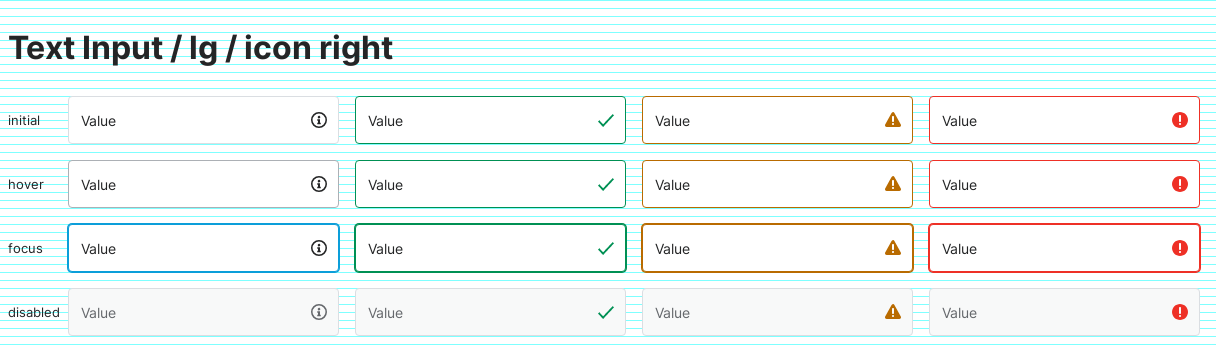 Text Input / lg / icon right
initial Value Value Value Value
hover Value Value Value Value
focus Value Value Value Value
disabled Value Value Value Value